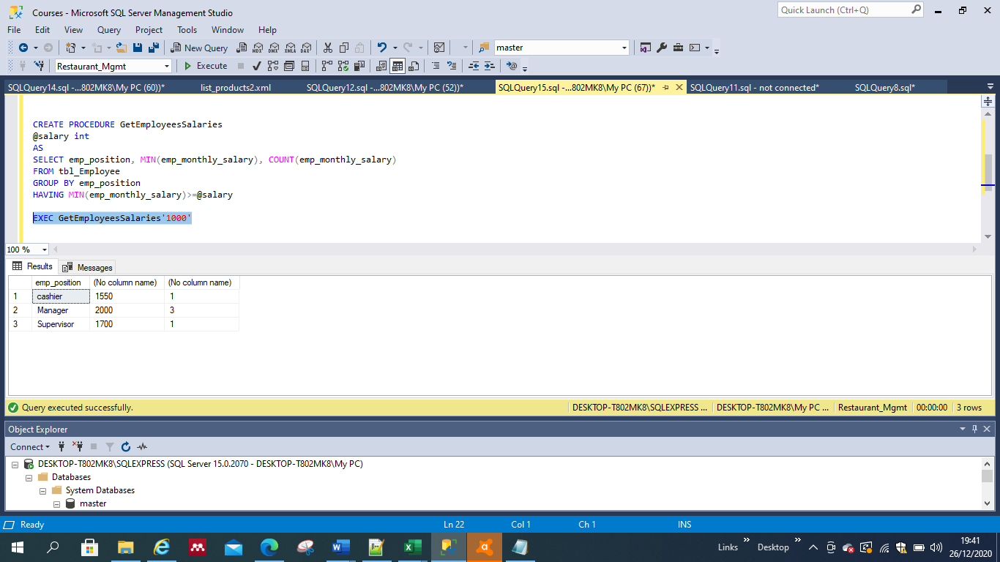 Courses - Microsoft SQL Server Management Studio
Quick Launch (Ctrl+Q)
File Edit View Query Project Tools Window Help
New Query MDX DMX XMLA DAX master
Restaurant_Mgmt Execute
SQLQuery14.sql -...802MK8\My PC (60))* list_products2.xml SQLQuery12.sql -...802MK8\My PC (52))* SQLQuery15.sql -...802MK8\My PC (67))* SQLQuery11.sql - not connected* SQLQuery8.sql*
CREATE PROCEDURE GetEmployeesSalaries
@salary int
AS
SELECT emp_position, MIN(emp_monthly_salary), COUNT(emp_monthly_salary)
FROM tbl_Employee
GROUP BY emp_position
HAVING MIN(emp_monthly_salary)>=@salary
EXEC GetEmployeesSalaries'1000'
100 %
Results Messages
emp_position (No column name) (No column name)
1 cashier 1550 1
2 Manager 2000 3
3 Supervisor 1700 1
Query executed successfully. DESKTOP-T802MK8\SQLEXPRESS ... DESKTOP-T802MK8\My PC ... Restaurant_Mgmt 00:00:00 3 rows
Object Explorer
Connect
DESKTOP-T802MK8\SQLEXPRESS (SQL Server 15.0.2070 - DESKTOP-T802MK8\My PC)
Databases
System Databases
master
Ready Ln 22 Col 1 Ch 1 INS
Links Desktop 19:41
26/12/2020